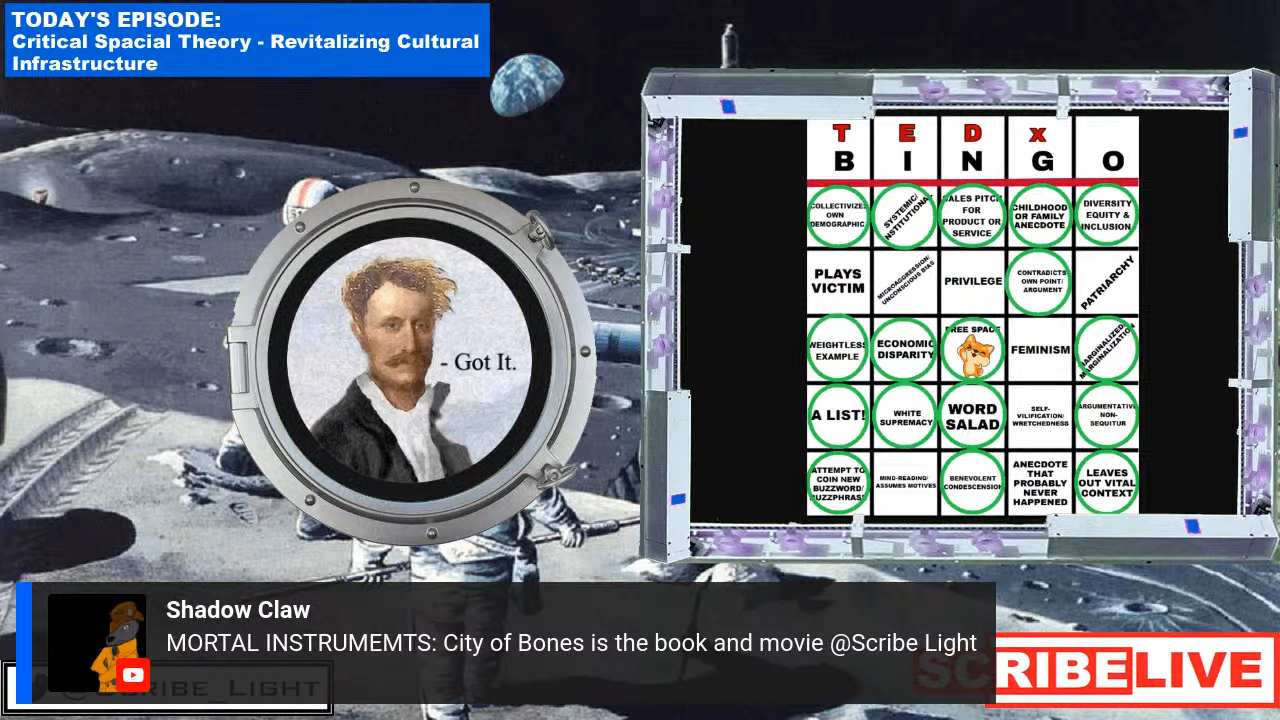 TODAY'S EPISODE:
Critical Spacial Theory - Revitalizing Cultural
Infrastructure
T E D x
B I N G O
COLLECTIVIZES
OWN
DEMOGRAPHIC
SYSTEMIC/
INSTITUTIONAL
SALES PITCH
FOR
PRODUCT OR
SERVICE
CHILDHOOD
OR FAMILY
ANECDOTE
DIVERSITY
EQUITY &
INCLUSION
PLAYS
VICTIM
MICROAGGRESSION/
UNCONSCIOUS BIAS
PRIVILEGE
CONTRADICTS
OWN POINT/
ARGUMENT
PATRIARCHY
WEIGHTLESS
EXAMPLE
ECONOMIC
DISPARITY
FREE SPACE
FEMINISM
MARGINALIZED/
MARGINALIZATION
A LIST!
WHITE
SUPREMACY
WORD
SALAD
SELF-
VILIFICATION/
WRETCHEDNESS
ARGUMENTATIVE
NON-
SEQUITUR
ATTEMPT TO
COIN NEW
BUZZWORD/
BUZZPHRASE
MIND-READING/
ASSUMES MOTIVES
BENEVOLENT
CONDESCENSION
ANECDOTE
THAT
PROBABLY
NEVER
HAPPENED
LEAVES
OUT VITAL
CONTEXT
- Got It.
Shadow Claw
MORTAL INSTRUMEMTS: City of Bones is the book and movie @Scribe Light
@SCRIBE_LIGHT
SCRIBELIVE